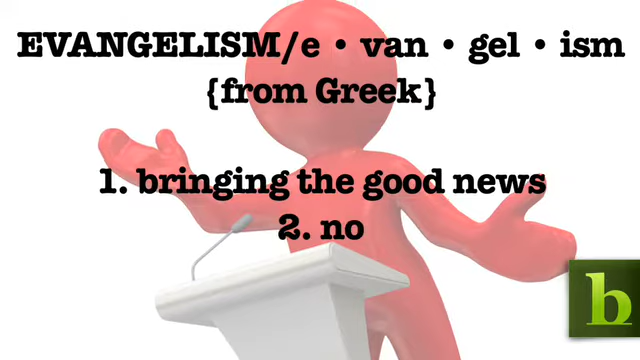 EVANGELISM/e • van • gel • ism
{from Greek}
1. bringing the good news
2. no
b